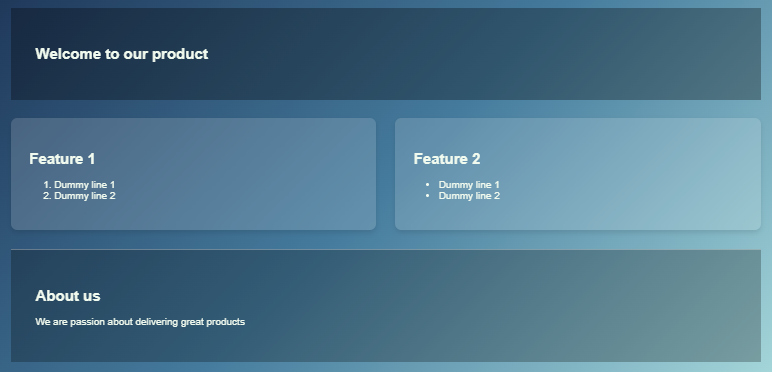 Welcome to our product
Feature 1
1. Dummy line 1
2. Dummy line 2
Feature 2
• Dummy line 1
• Dummy line 2
About us
We are passion about delivering great products